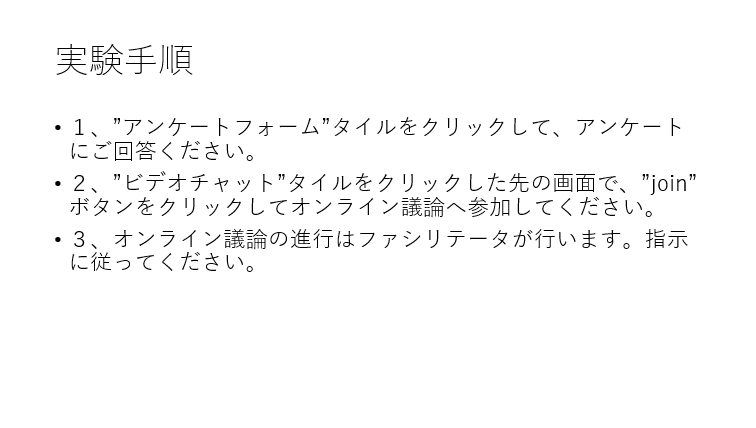 実験手順
• １、”アンケートフォーム”タイルをクリックして、アンケート
にご回答ください。
• ２、”ビデオチャット”タイルをクリックした先の画面で、”join”
ボタンをクリックしてオンライン議論へ参加してください。
• ３、オンライン議論の進行はファシリテータが行います。指示
に従ってください。